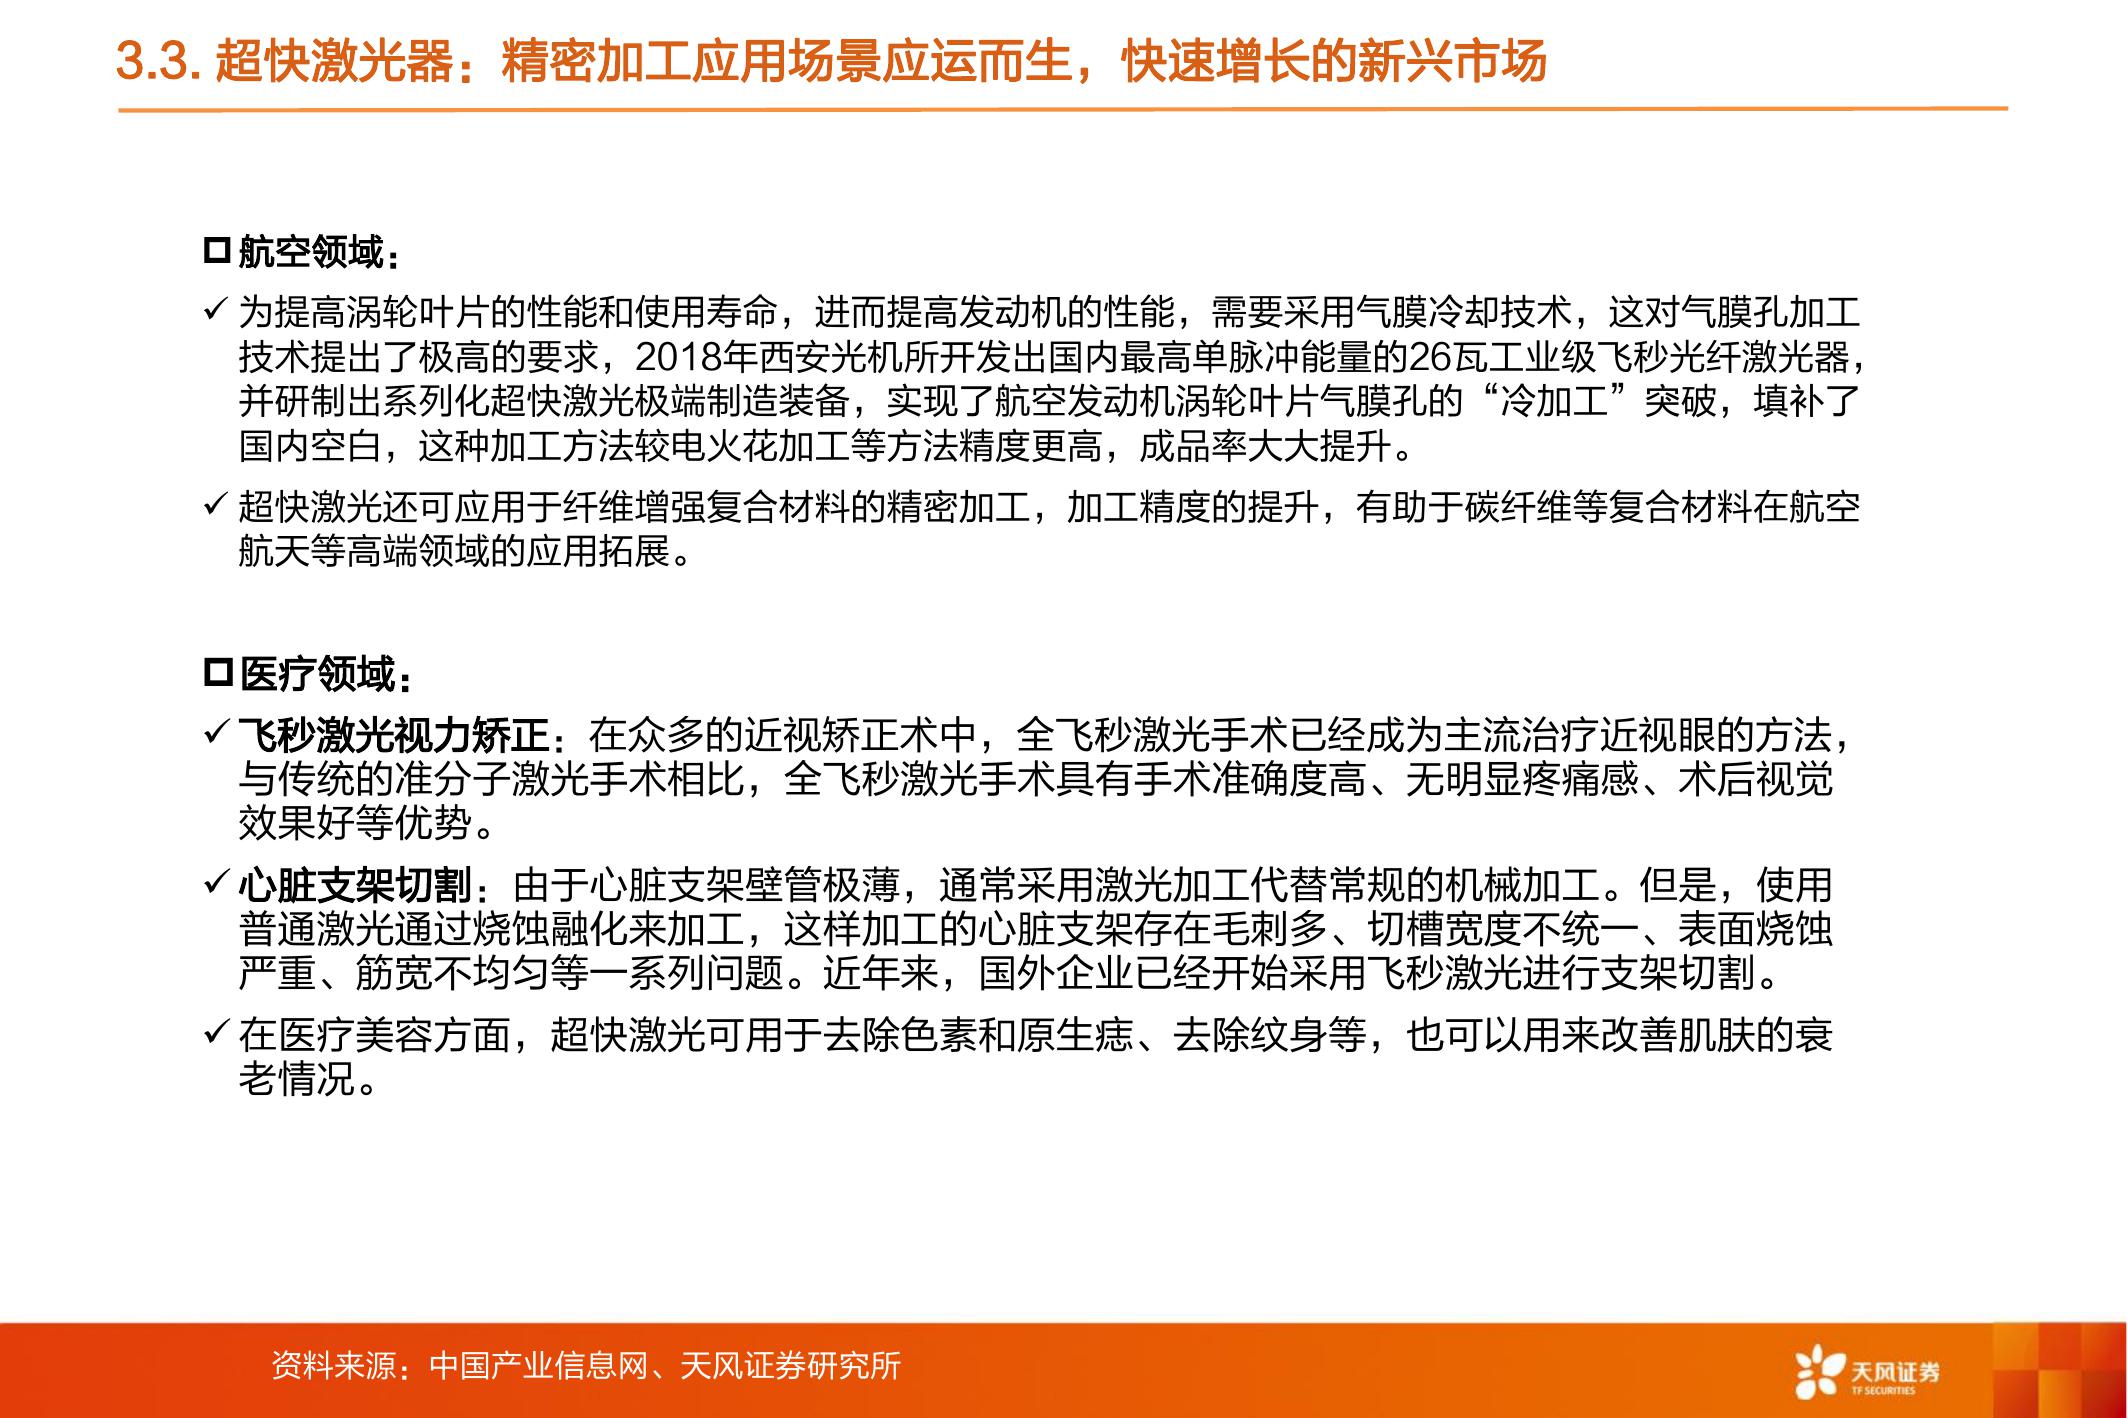 3.3. 超快激光器：精密加工应用场景应运而生，快速增长的新兴市场
航空领域：
为提高涡轮叶片的性能和使用寿命，进而提高发动机的性能，需要采用气膜冷却技术，这对气膜孔加工
技术提出了极高的要求，2018年西安光机所开发出国内最高单脉冲能量的26瓦工业级飞秒光纤激光器，
并研制出系列化超快激光极端制造装备，实现了航空发动机涡轮叶片气膜孔的“冷加工”突破，填补了
国内空白，这种加工方法较电火花加工等方法精度更高，成品率大大提升。
超快激光还可应用于纤维增强复合材料的精密加工，加工精度的提升，有助于碳纤维等复合材料在航空
航天等高端领域的应用拓展。
医疗领域：
飞秒激光视力矫正：在众多的近视矫正术中，全飞秒激光手术已经成为主流治疗近视眼的方法，
与传统的准分子激光手术相比，全飞秒激光手术具有手术准确度高、无明显疼痛感、术后视觉
效果好等优势。
心脏支架切割：由于心脏支架壁管极薄，通常采用激光加工代替常规的机械加工。但是，使用
普通激光通过烧蚀融化来加工，这样加工的心脏支架存在毛刺多、切槽宽度不统一、表面烧蚀
严重、筋宽不均匀等一系列问题。近年来，国外企业已经开始采用飞秒激光进行支架切割。
在医疗美容方面，超快激光可用于去除色素和原生痣、去除纹身等，也可以用来改善肌肤的衰
老情况。
资料来源：中国产业信息网、天风证券研究所
天风证券
TF SECURITIES